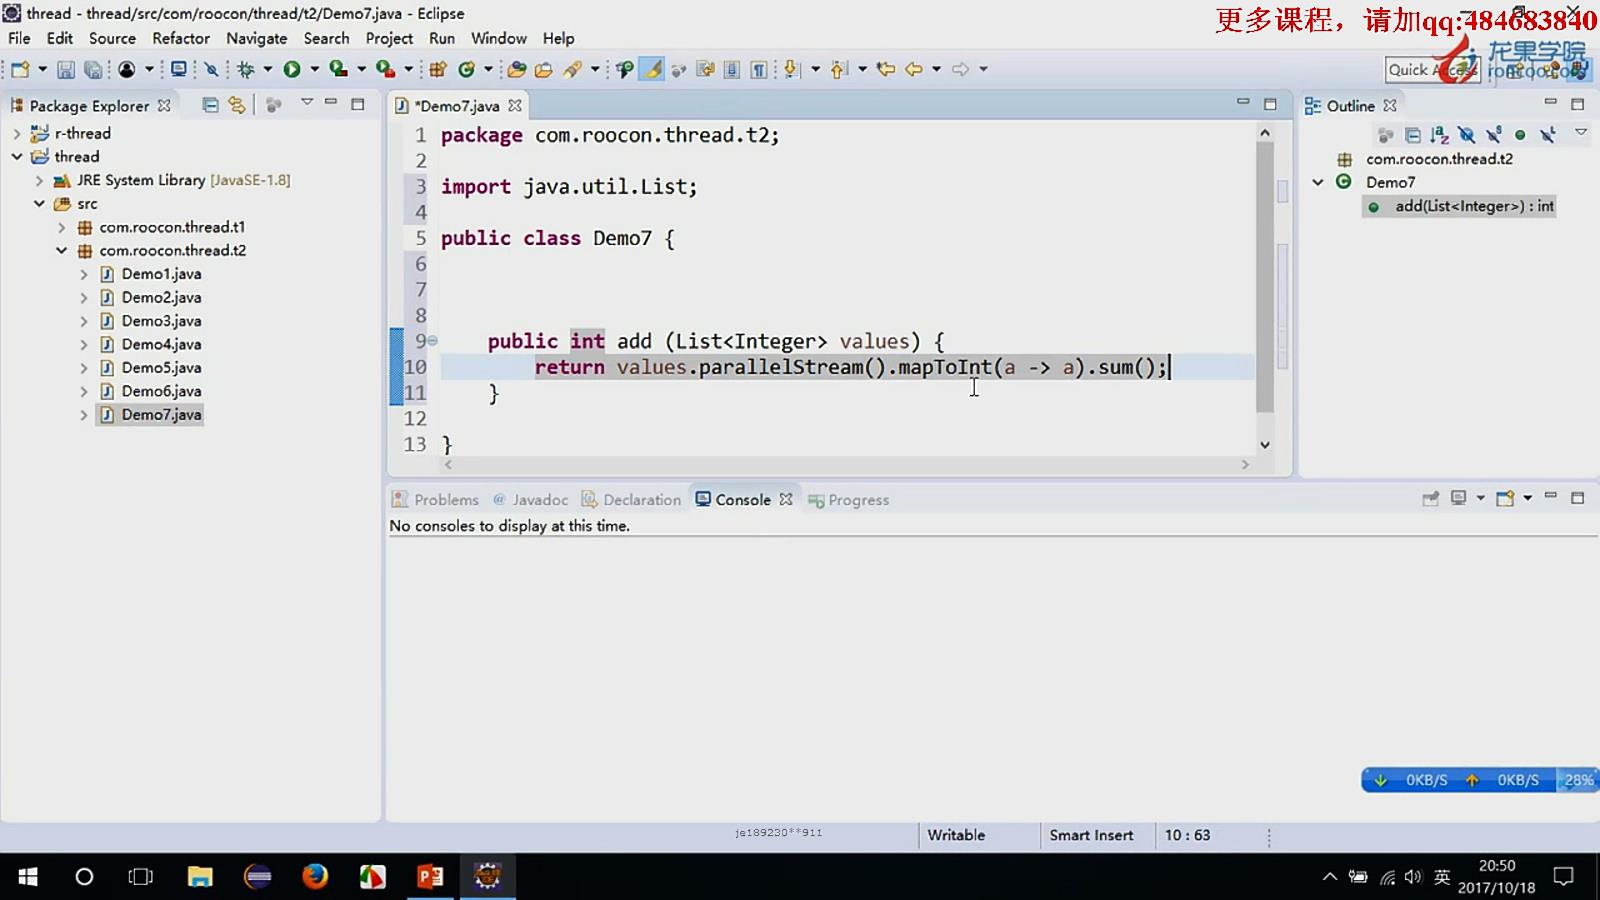 thread - thread/src/com/roocon/thread/t2/Demo7.java - Eclipse
更多课程，请加qq:484683840
File Edit Source Refactor Navigate Search Project Run Window Help
龙果学院
Quick Access
roncoo.com
Package Explorer
r-thread
thread
JRE System Library [JavaSE-1.8]
src
com.roocon.thread.t1
com.roocon.thread.t2
Demo1.java
Demo2.java
Demo3.java
Demo4.java
Demo5.java
Demo6.java
Demo7.java
*Demo7.java
1 package com.roocon.thread.t2;
2
3 import java.util.List;
4
5 public class Demo7 {
6
7
8
9 public int add (List<Integer> values) {
10 return values.parallelStream().mapToInt(a -> a).sum();
11 }
12
13 }
Outline
com.roocon.thread.t2
Demo7
add(List<Integer>) : int
Problems @ Javadoc Declaration Console Progress
No consoles to display at this time.
0KB/S 0KB/S 28%
je189230**911
Writable Smart Insert 10 : 63
英
20:50
2017/10/18